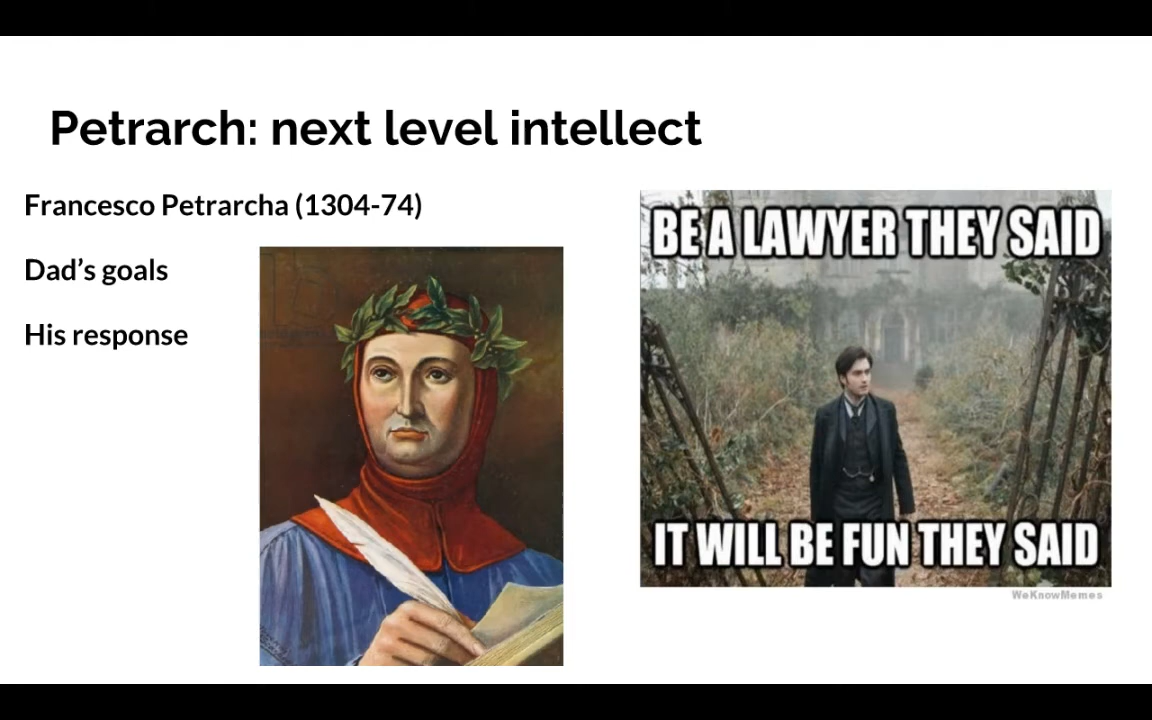 Petrarch: next level intellect
Francesco Petrarcha (1304-74)
Dad’s goals
His response
BE A LAWYER THEY SAID
IT WILL BE FUN THEY SAID
WeKnowMemes